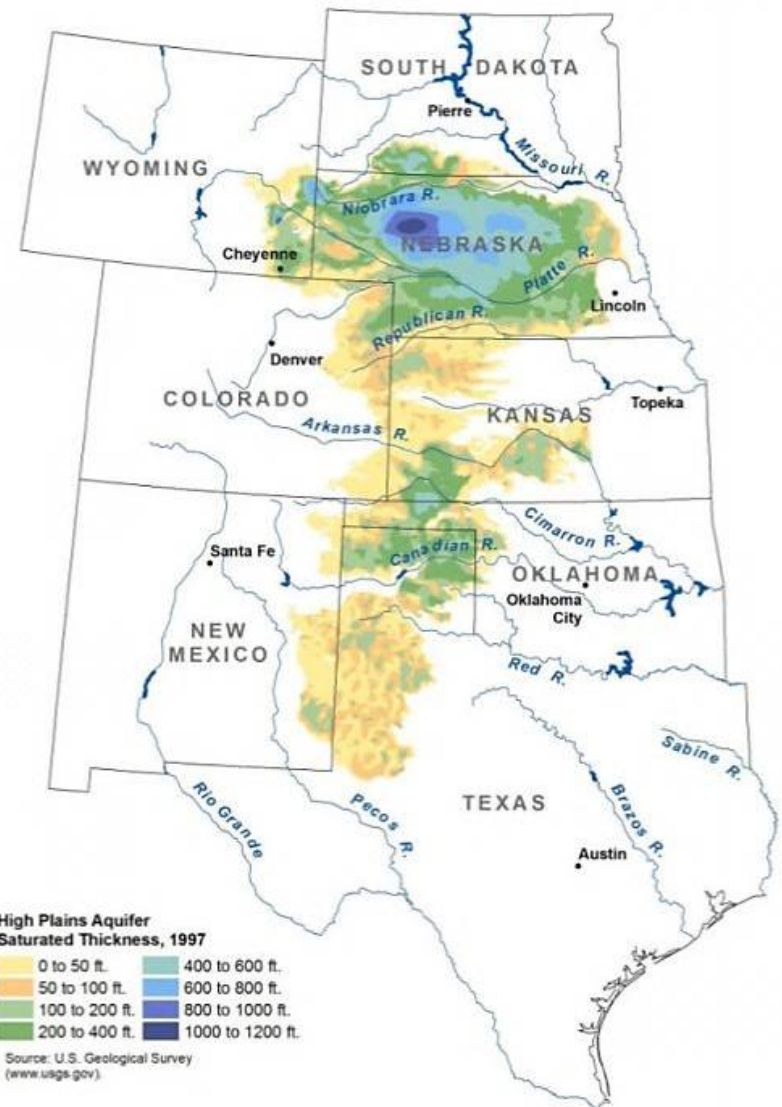 SOUTH DAKOTA
Pierre
Missouri R.
WYOMING
Niobrara R.
NEBRASKA
Cheyenne
Platte R.
Lincoln
Republican R.
Denver
COLORADO
KANSAS
Topeka
Arkansas R.
Cimarron R.
Santa Fe
Canadian R.
OKLAHOMA
Oklahoma
City
NEW
MEXICO
Red R.
Sabine R.
Rio Grande
Pecos R.
TEXAS
Brazos R.
Austin
High Plains Aquifer
Saturated Thickness, 1997
0 to 50 ft.
50 to 100 ft.
100 to 200 ft.
200 to 400 ft.
400 to 600 ft.
600 to 800 ft.
800 to 1000 ft.
1000 to 1200 ft.
Source: U.S. Geological Survey
(www.usgs.gov).